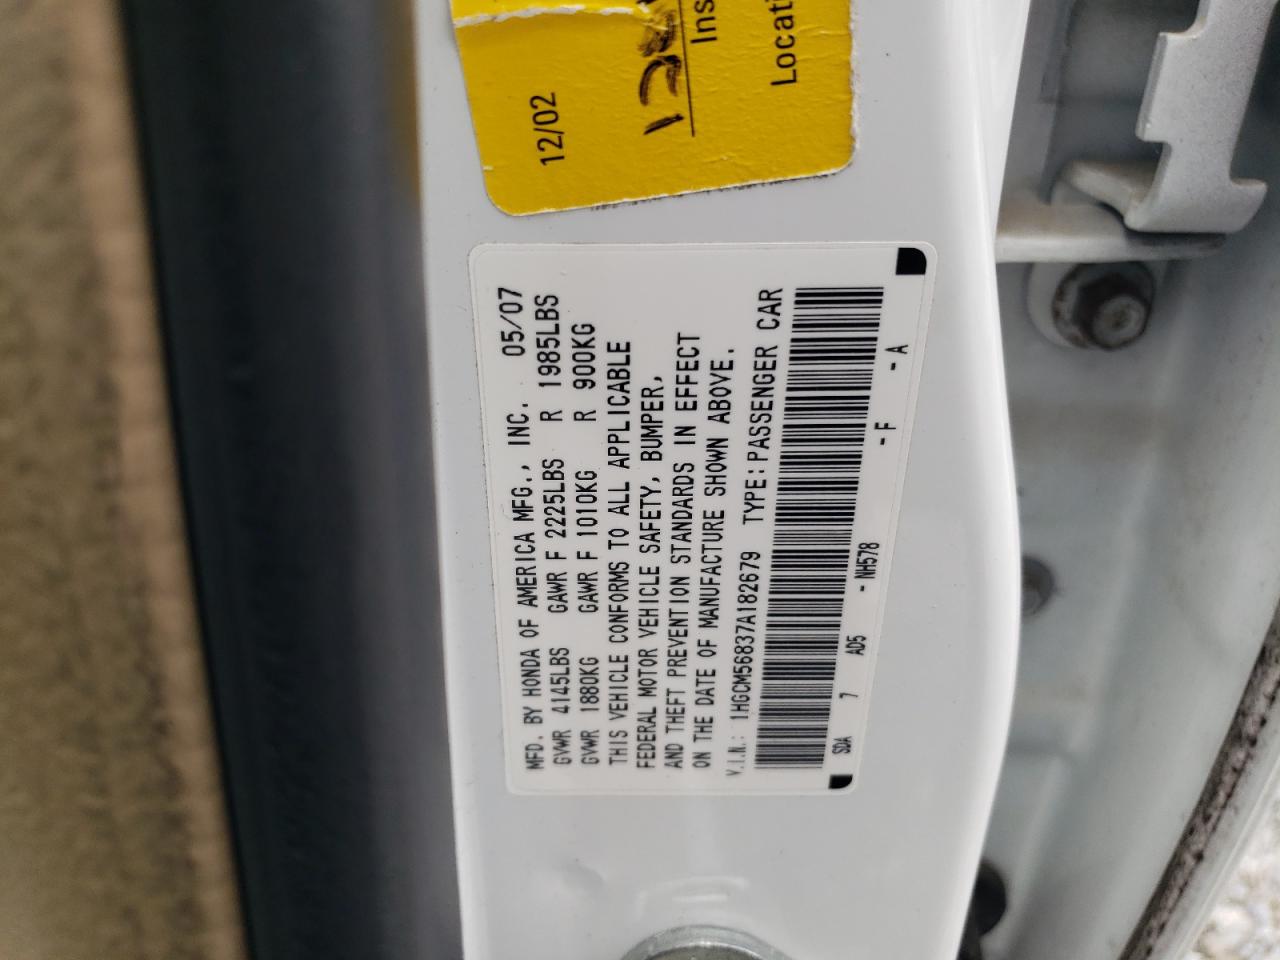 12/02
Ins
Locati
MFD. BY HONDA OF AMERICA MFG., INC. 05/07
GVWR 4145LBS GAWR F 2225LBS R 1985LBS
GVWR 1880KG GAWR F 1010KG R 900KG
THIS VEHICLE CONFORMS TO ALL APPLICABLE
FEDERAL MOTOR VEHICLE SAFETY, BUMPER,
AND THEFT PREVENTION STANDARDS IN EFFECT
ON THE DATE OF MANUFACTURE SHOWN ABOVE.
V.I.N.: 1HGCM56837A182679 TYPE:PASSENGER CAR
SDA 7 AD5 - NH578 - F - A